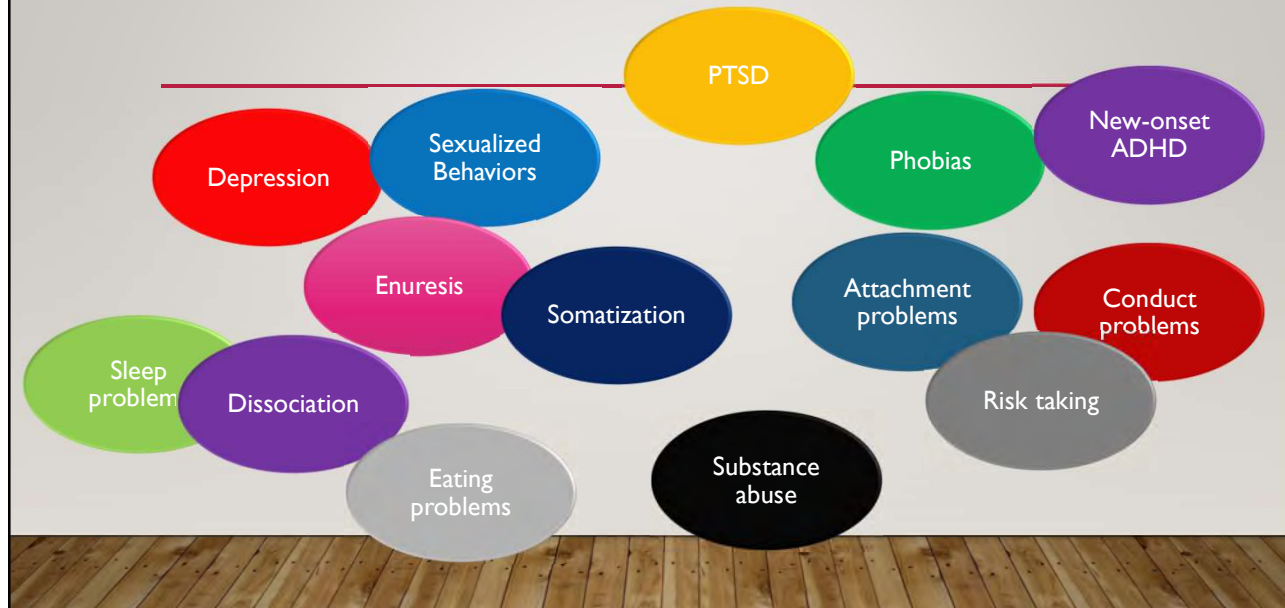 PTSD
New-onset
ADHD
Sexualized
Behaviors
Phobias
Depression
Enuresis
Somatization
Attachment
problems
Conduct
problems
Sleep
problem
Dissociation
Risk taking
Eating
problems
Substance
abuse